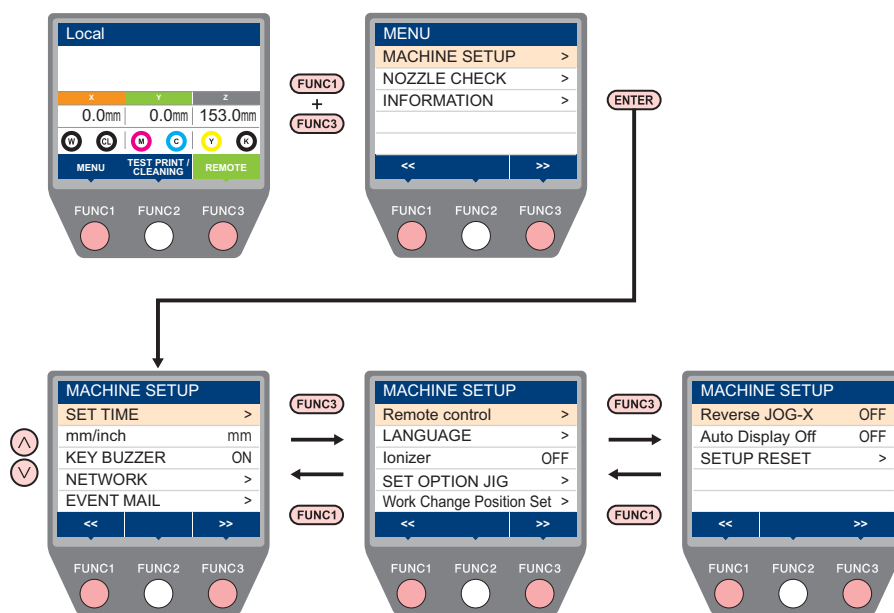 Local
X Y Z
0.0mm 0.0mm 153.0mm
W CL M C Y K
MENU TEST PRINT / CLEANING REMOTE
FUNC1 FUNC2 FUNC3
FUNC1
+
FUNC3
MENU
MACHINE SETUP >
NOZZLE CHECK >
INFORMATION >
<< >>
FUNC1 FUNC2 FUNC3
ENTER
MACHINE SETUP
SET TIME >
mm/inch mm
KEY BUZZER ON
NETWORK >
EVENT MAIL >
<< >>
FUNC1 FUNC2 FUNC3
FUNC3
FUNC1
MACHINE SETUP
Remote control >
LANGUAGE >
Ionizer OFF
SET OPTION JIG >
Work Change Position Set >
<< >>
FUNC1 FUNC2 FUNC3
FUNC3
FUNC1
MACHINE SETUP
Reverse JOG-X OFF
Auto Display Off OFF
SETUP RESET >
<< >>
FUNC1 FUNC2 FUNC3